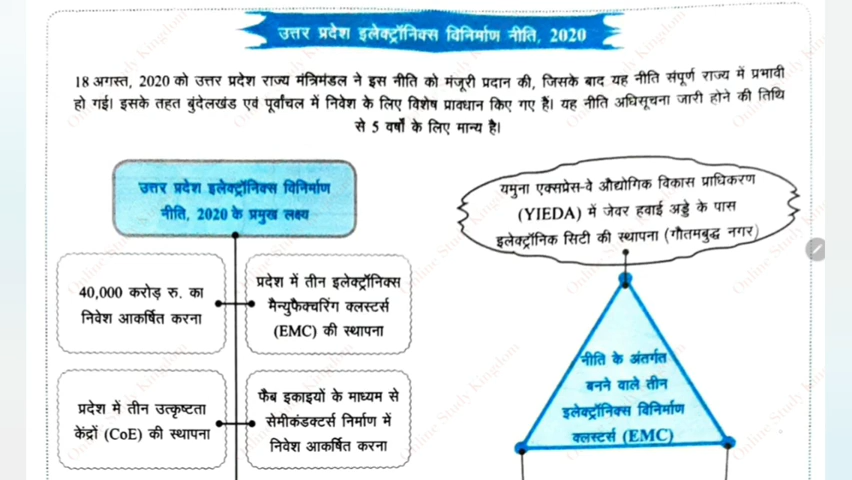 उत्तर प्रदेश इलेक्ट्रॉनिक्स विनिर्माण नीति, 2020
18 अगस्त, 2020 को उत्तर प्रदेश राज्य मंत्रिमंडल ने इस नीति को मंजूरी प्रदान की, जिसके बाद यह नीति संपूर्ण राज्य में प्रभावी
हो गई। इसके तहत बुंदेलखंड एवं पूर्वांचल में निवेश के लिए विशेष प्रावधान किए गए हैं। यह नीति अधिसूचना जारी होने की तिथि
से 5 वर्षों के लिए मान्य है।
उत्तर प्रदेश इलेक्ट्रॉनिक्स विनिर्माण
नीति, 2020 के प्रमुख लक्ष्य
40,000 करोड़ रु. का
निवेश आकर्षित करना
प्रदेश में तीन इलेक्ट्रॉनिक्स
मैन्युफैक्चरिंग क्लस्टर्स
(EMC) की स्थापना
प्रदेश में तीन उत्कृष्टता
केंद्रों (CoE) की स्थापना
फैब इकाइयों के माध्यम से
सेमीकंडक्टर्स निर्माण में
निवेश आकर्षित करना
यमुना एक्सप्रेस-वे औद्योगिक विकास प्राधिकरण
(YIEDA) में जेवर हवाई अड्डे के पास
इलेक्ट्रॉनिक सिटी की स्थापना (गौतमबुद्ध नगर)
नीति के अंतर्गत
बनने वाले तीन
इलेक्ट्रॉनिक्स विनिर्माण
क्लस्टर्स (EMC)
Online Study Kingdom